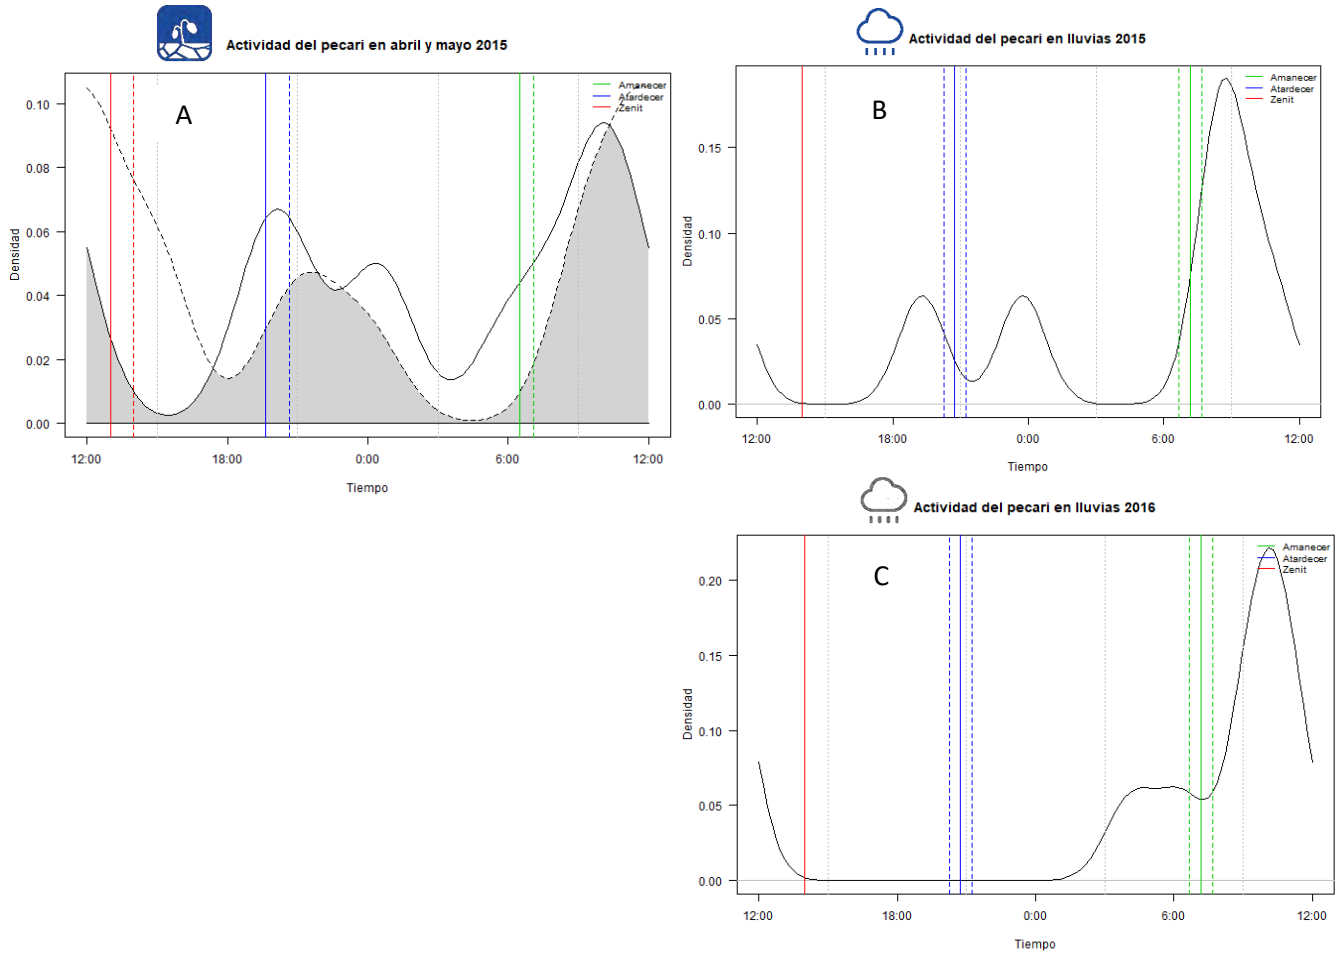 Actividad del pecari en abril y mayo 2015
A
Amanecer
Atardecer
Zenit
Densidad
0.10
0.08
0.06
0.04
0.02
0.00
12:00 18:00 0:00 6:00 12:00
Tiempo
Actividad del pecari en lluvias 2015
B
Amanecer
Atardecer
Zenit
Densidad
0.15
0.10
0.05
0.00
12:00 18:00 0:00 6:00 12:00
Tiempo
Actividad del pecari en lluvias 2016
C
Amanecer
Atardecer
Zenit
Densidad
0.20
0.15
0.10
0.05
0.00
12:00 18:00 0:00 6:00 12:00
Tiempo